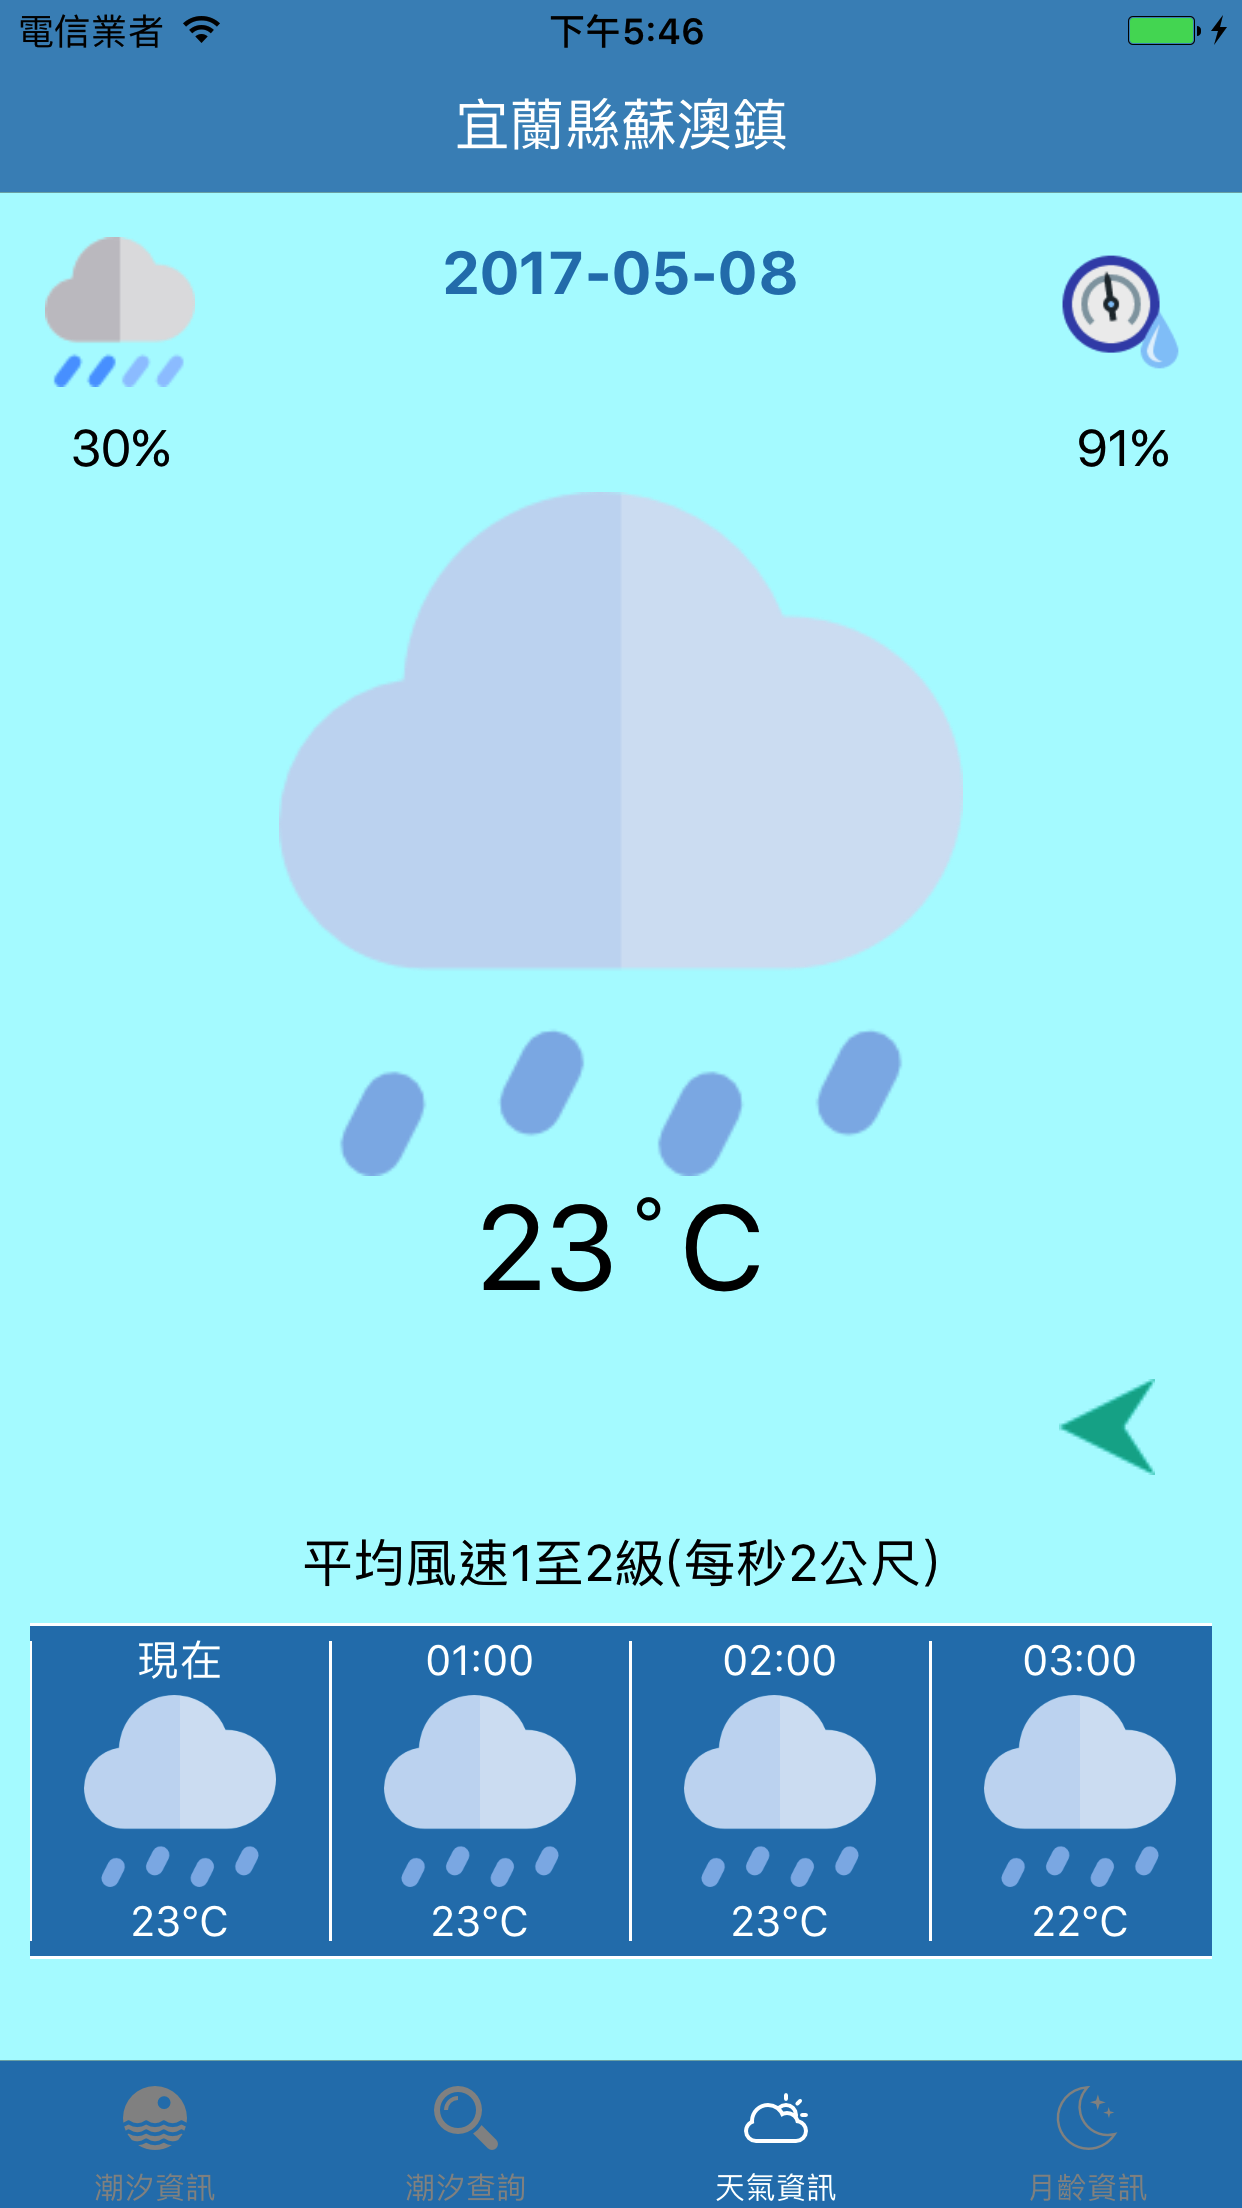 電信業者 下午5:46
宜蘭縣蘇澳鎮
2017-05-08
30% 91%
23°C
平均風速1至2級(每秒2公尺)
現在 01:00 02:00 03:00
23°C 23°C 23°C 22°C
潮汐資訊 潮汐查詢 天氣資訊 月齡資訊